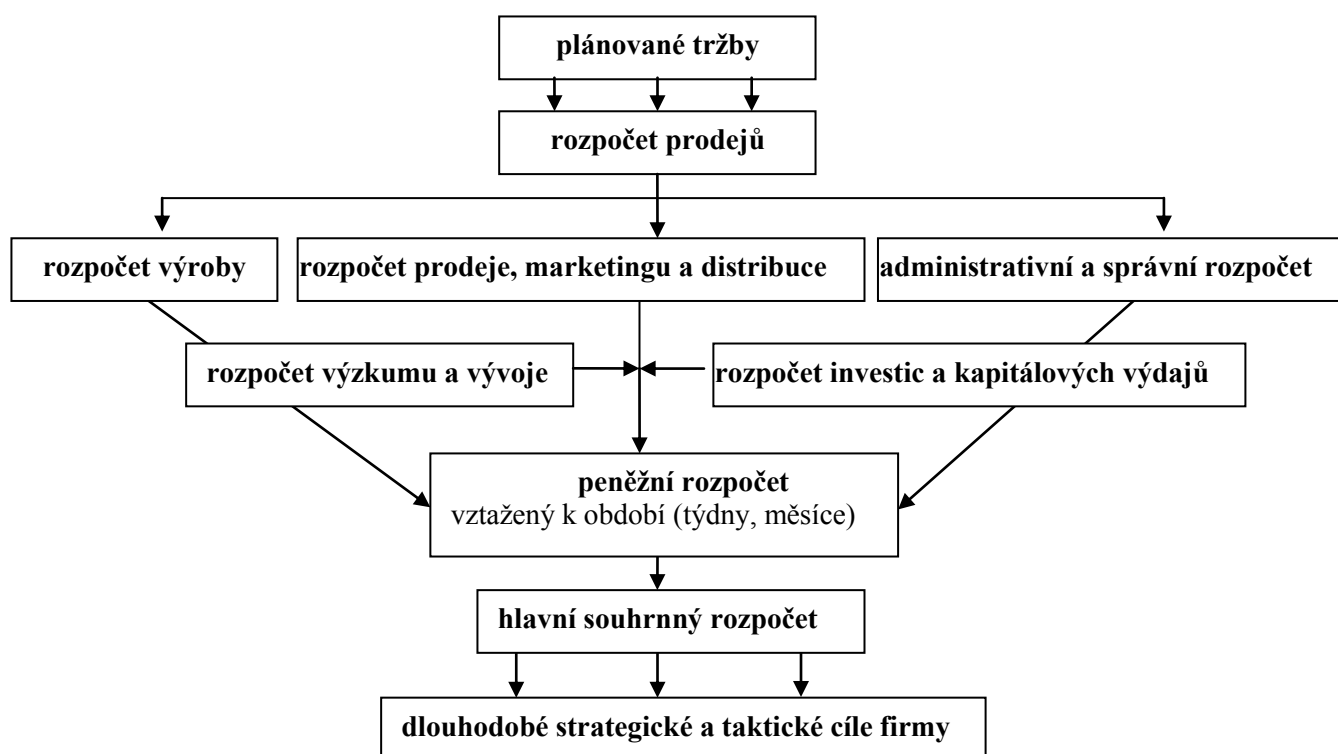 plánované tržby
rozpočet prodejů
rozpočet výroby
rozpočet prodeje, marketingu a distribuce
administrativní a správní rozpočet
rozpočet výzkumu a vývoje
rozpočet investic a kapitálových výdajů
peněžní rozpočet
vztažený k období (týdny, měsíce)
hlavní souhrnný rozpočet
dlouhodobé strategické a taktické cíle firmy